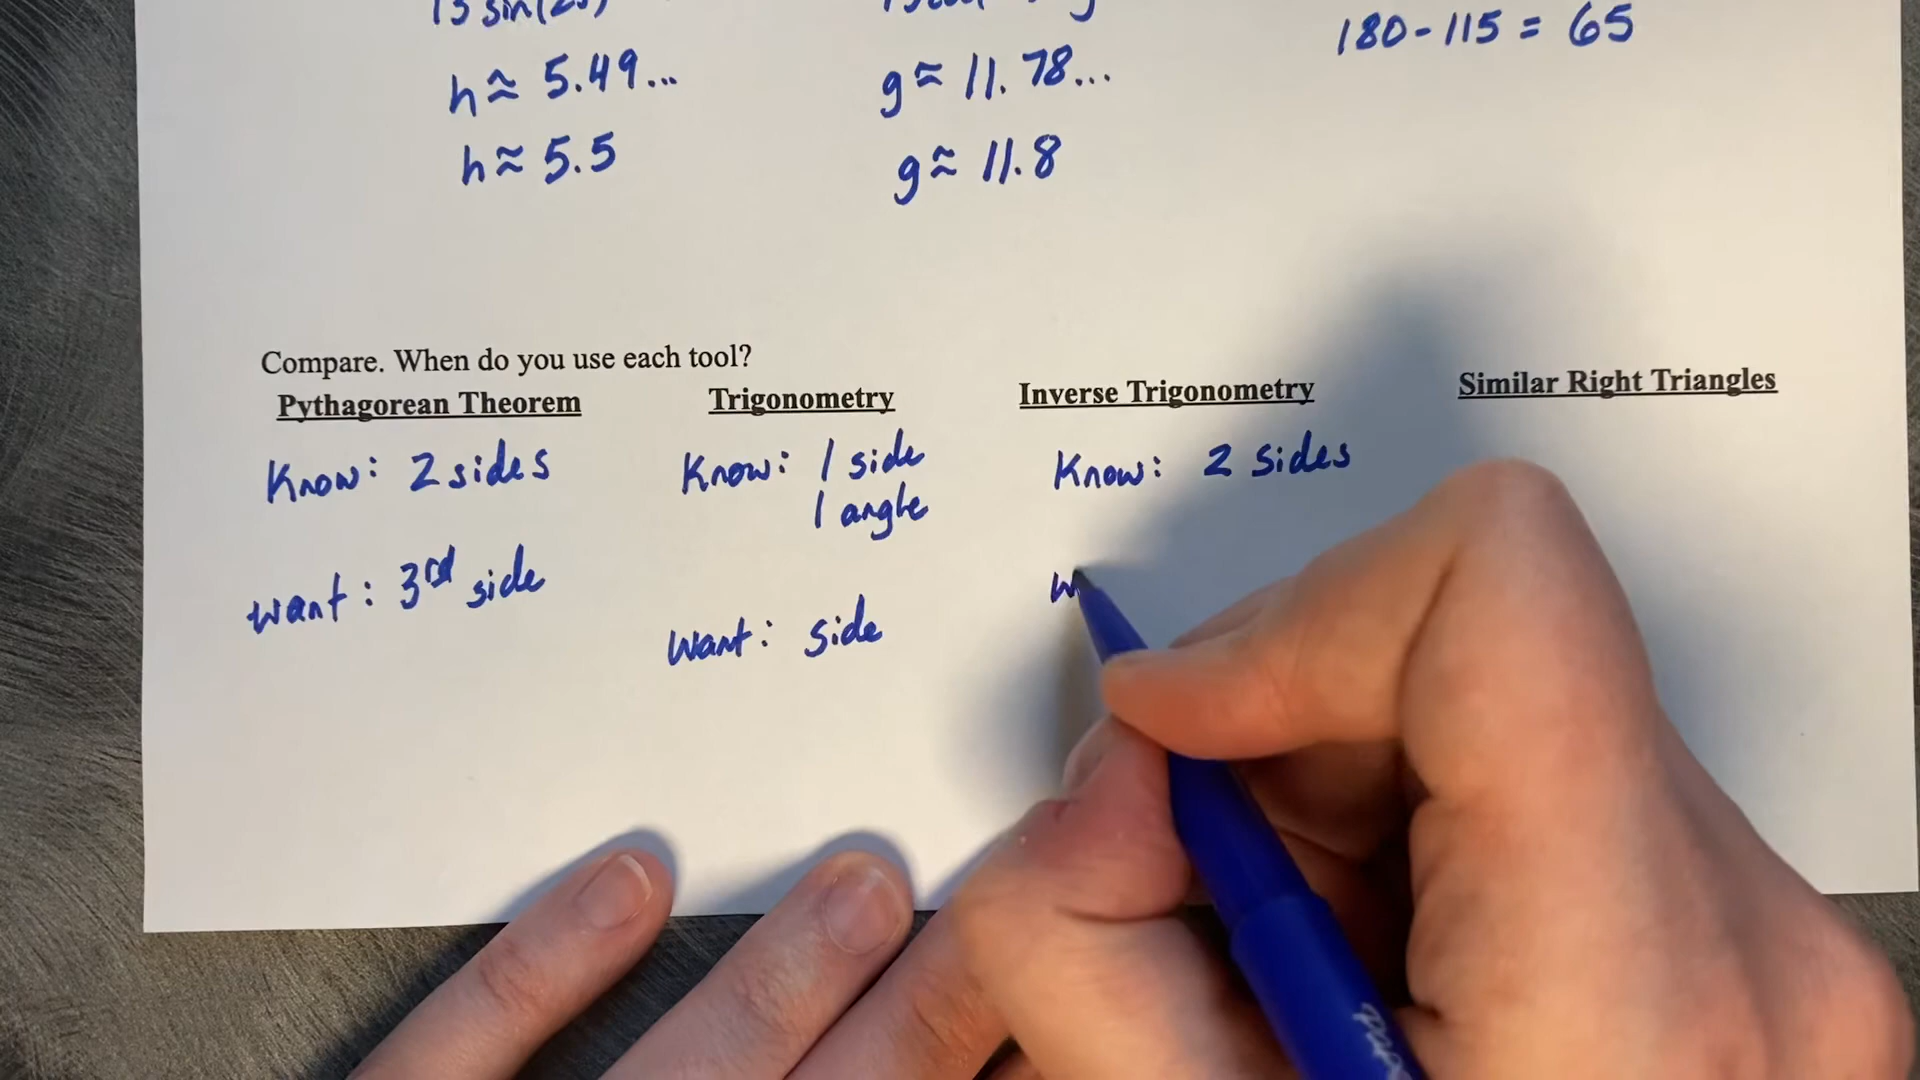 h ≈ 5.49...
h ≈ 5.5
g ≈ 11.78...
g ≈ 11.8
180 - 115 = 65
Compare. When do you use each tool?
Pythagorean Theorem
Know: 2 sides
want: 3rd side
Trigonometry
Know: 1 side
1 angle
want: side
Inverse Trigonometry
Know: 2 sides
w
Similar Right Triangles